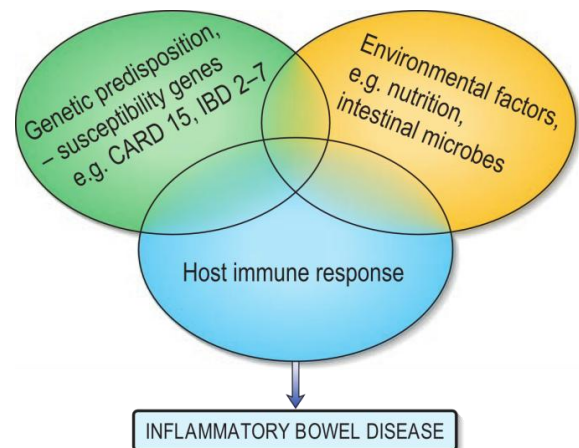 Genetic predisposition,
– susceptibility genes
e.g. CARD 15, IBD 2–7
Environmental factors,
e.g. nutrition,
intestinal microbes
Host immune response
INFLAMMATORY BOWEL DISEASE